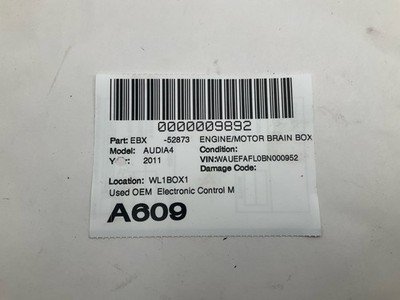 0000009892
Part: EBX -52873 ENGINE/MOTOR BRAIN BOX
Model: AUDIA4 Condition:
Year: 2011 VIN:WAUEFAFL0BN000952
Damage Code:
Location: WL1BOX1
Used OEM Electronic Control M
A609